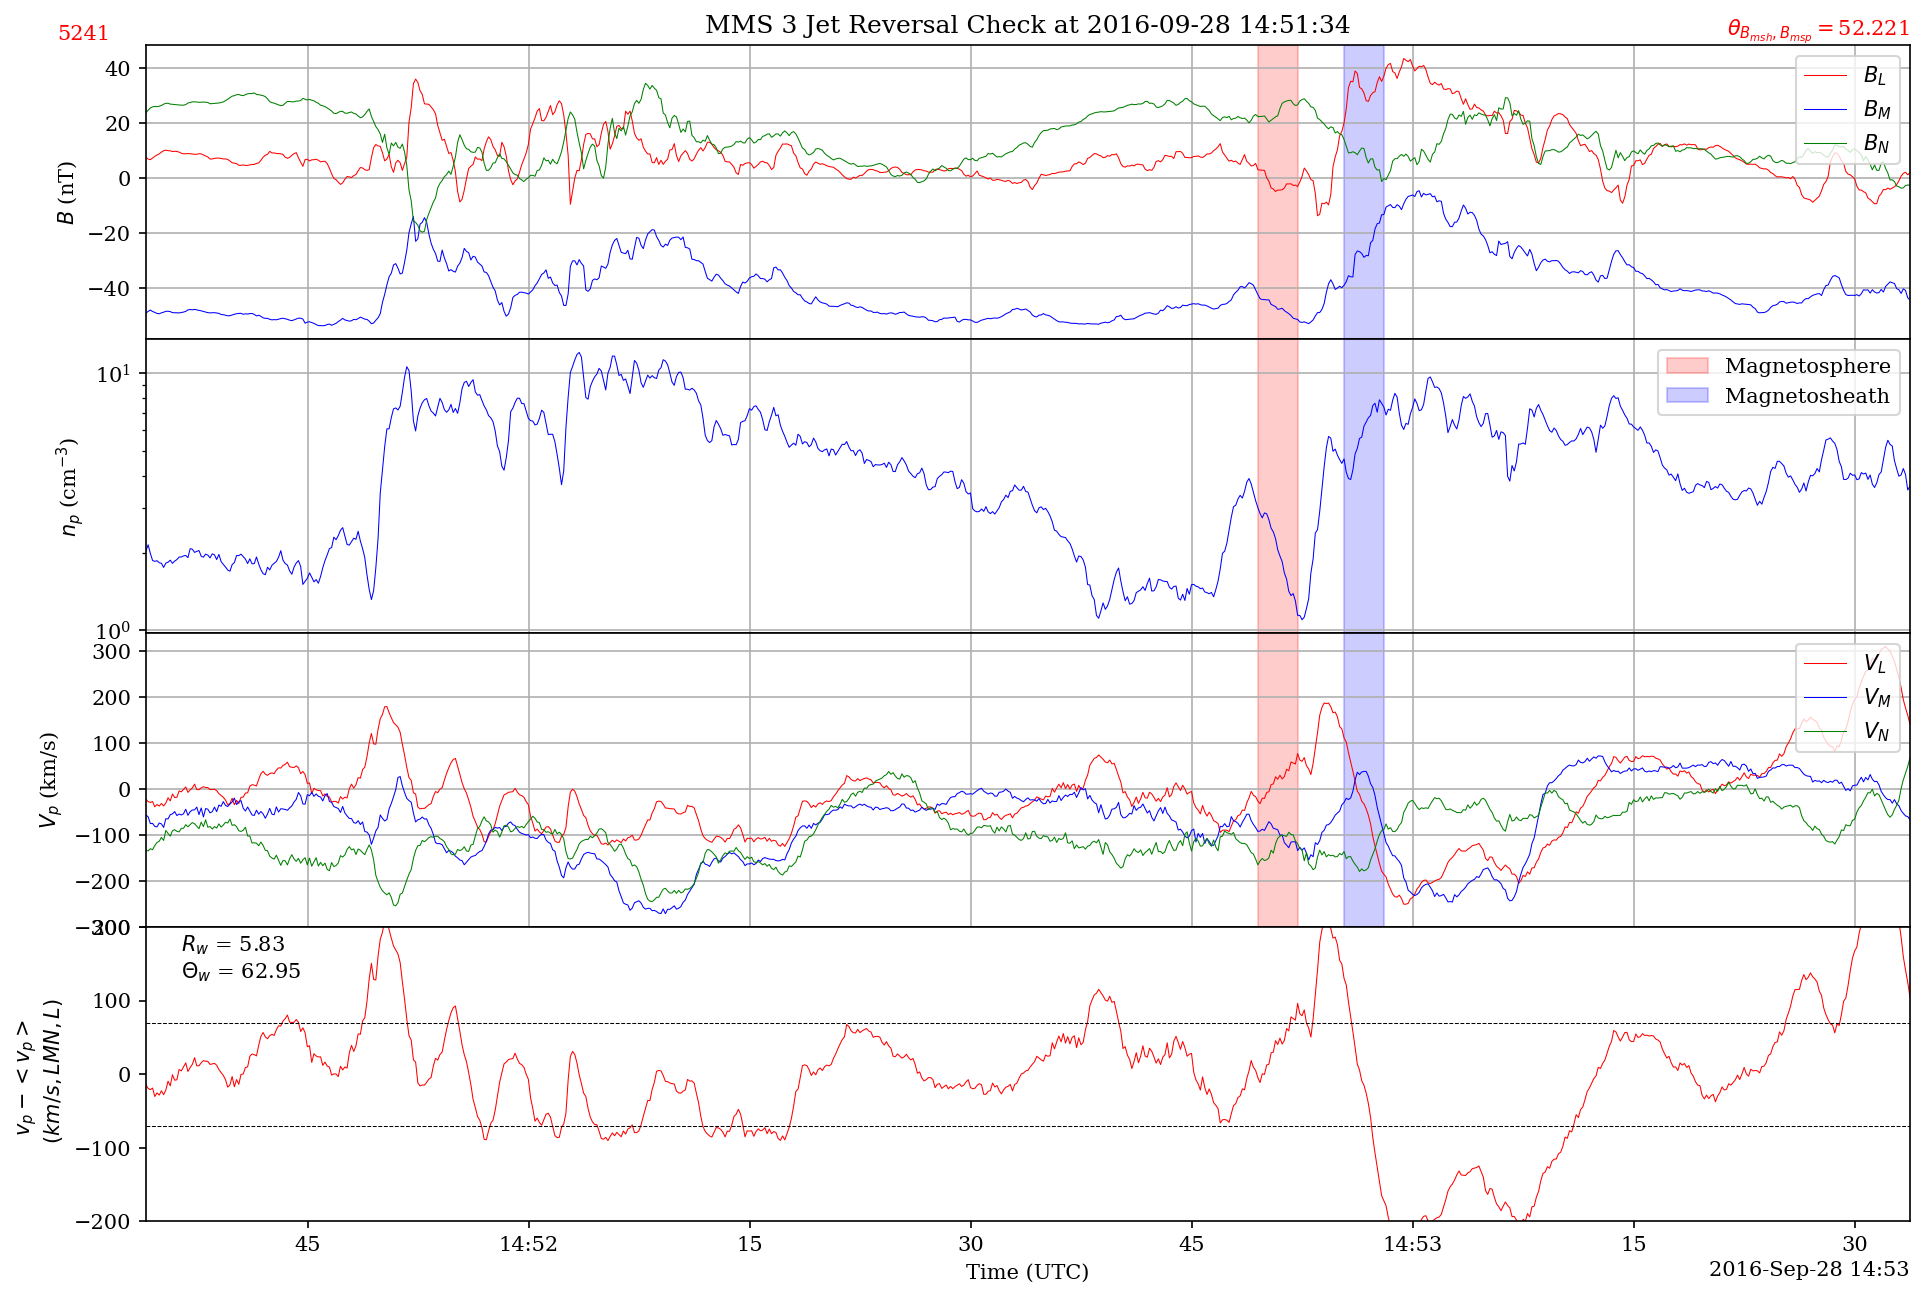 MMS 3 Jet Reversal Check at 2016-09-28 14:51:34
5241
θ_{B_{msh}, B_{msp}} = 52.221
40
20
0
−20
−40
B (nT)
B_L
B_M
B_N
10^1
10^0
n_p (cm^{−3})
Magnetosphere
Magnetosheath
300
200
100
0
−100
−200
−300
V_p (km/s)
V_L
V_M
V_N
200
100
0
−100
−200
v_p − < v_p >
(km/s, LMN, L)
R_w = 5.83
Θ_w = 62.95
45 14:52 15 30 45 14:53 15 30
Time (UTC)
2016-Sep-28 14:53